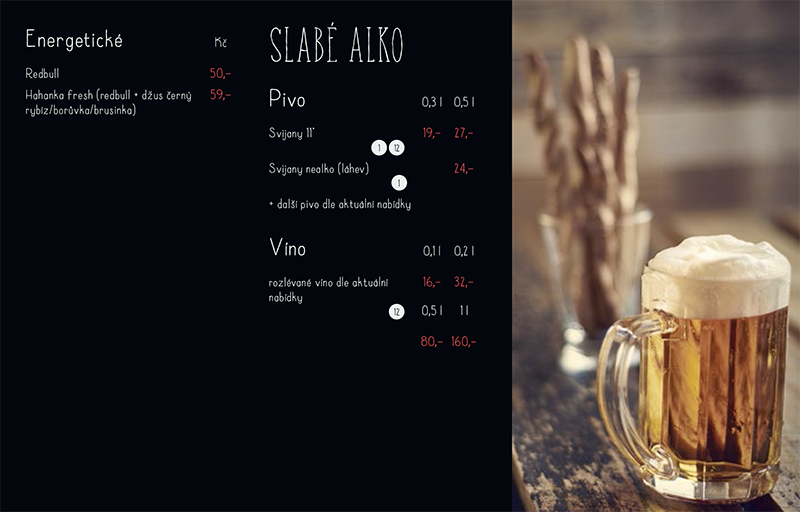 Energetické Kč
Redbull 50,-
Hahanka fresh (redbull + džus černý 59,-
rybíz/borůvka/brusinka)
SLABÉ ALKO
Pivo 0,3 l 0,5 l
Svijany 11° 19,- 27,-
1 12
Svijany nealko (láhev) 24,-
1
+ další pivo dle aktuální nabídky
Víno 0,1 l 0,2 l
rozlévané víno dle aktuální 16,- 32,-
nabídky
12 0,5 l 1 l
80,- 160,-